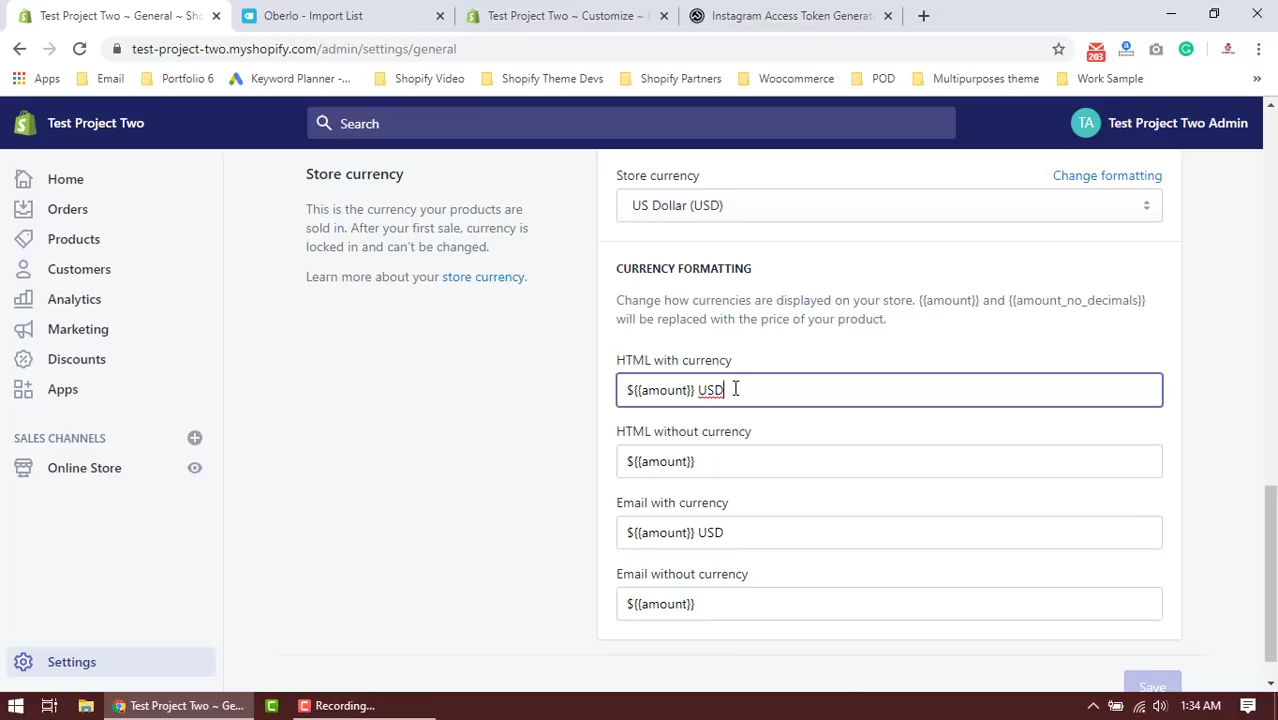 Test Project Two ~ General ~ Sho
Oberlo - Import List
Test Project Two ~ Customize ~ M
Instagram Access Token Generato
test-project-two.myshopify.com/admin/settings/general
203
Apps
Email
Portfolio 6
Keyword Planner -...
Shopify Video
Shopify Theme Devs
Shopify Partners
Woocommerce
POD
Multipurposes theme
Work Sample
»
Test Project Two
Search
TA
Test Project Two Admin
Home
Orders
Products
Customers
Analytics
Marketing
Discounts
Apps
SALES CHANNELS
Online Store
Settings
Store currency
This is the currency your products are
sold in. After your first sale, currency is
locked in and can't be changed.
Learn more about your store currency.
Store currency
Change formatting
US Dollar (USD)
CURRENCY FORMATTING
Change how currencies are displayed on your store. {{amount}} and {{amount_no_decimals}}
will be replaced with the price of your product.
HTML with currency
${{amount}} USD
HTML without currency
${{amount}}
Email with currency
${{amount}} USD
Email without currency
${{amount}}
Save
Test Project Two ~ Ge...
Recording...
1:34 AM